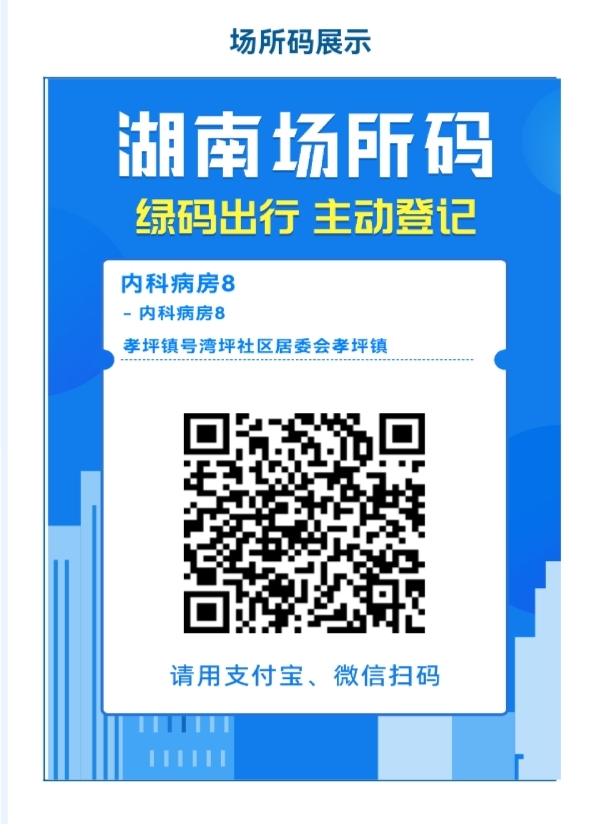 场所码展示
湖南场所码
绿码出行 主动登记
内科病房8
- 内科病房8
孝坪镇号湾坪社区居委会孝坪镇
请用支付宝、微信扫码